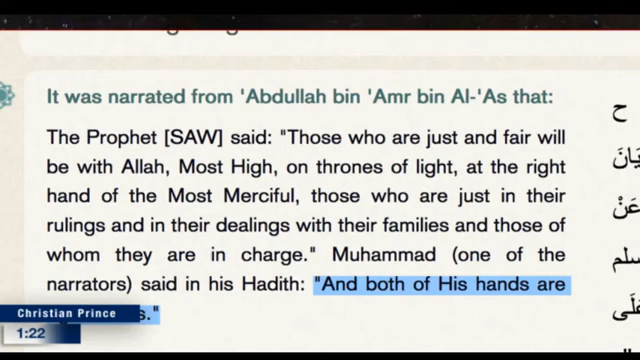 It was narrated from 'Abdullah bin 'Amr bin Al-'As that:
The Prophet [SAW] said: "Those who are just and fair will
be with Allah, Most High, on thrones of light, at the right
hand of the Most Merciful, those who are just in their
rulings and in their dealings with their families and those of
whom they are in charge." Muhammad (one of the
narrators) said in his Hadith: "And both of His hands are
s."
Christian Prince
1:22
ح
عَنْ